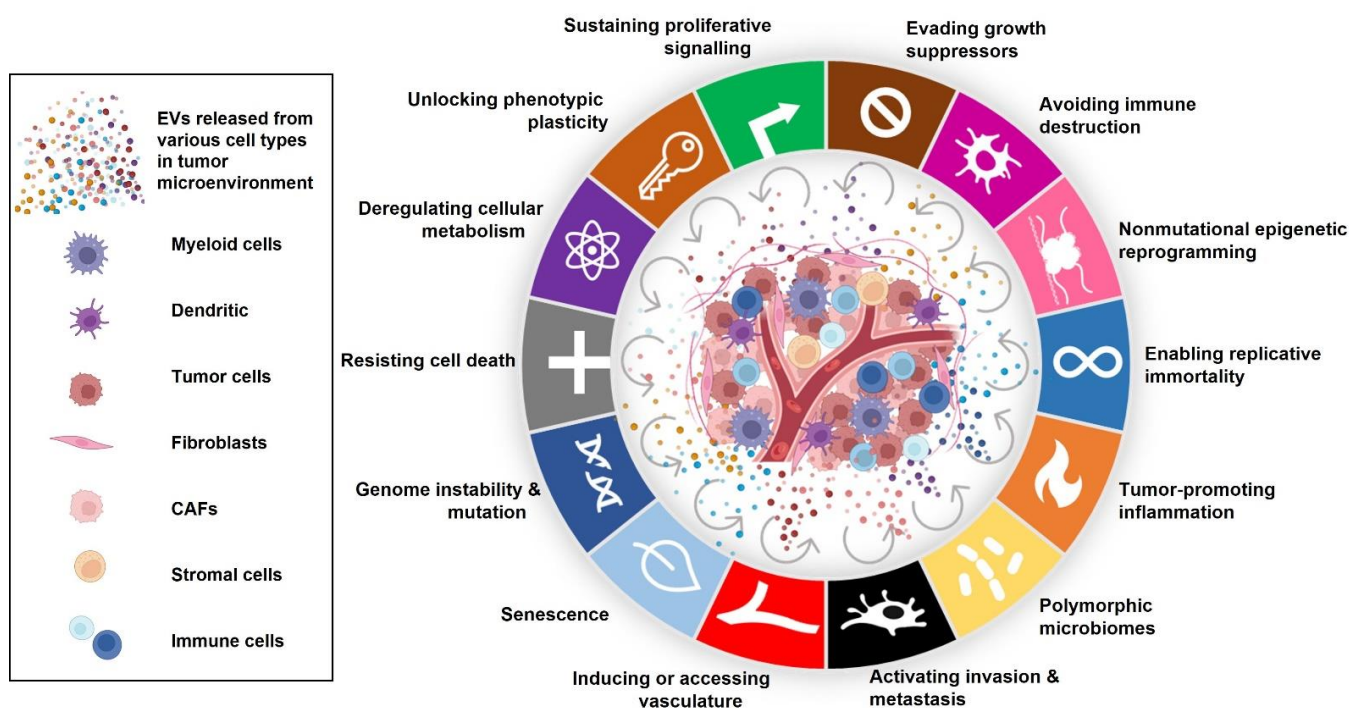 EVs released from
various cell types
in tumor
microenvironment
Myeloid cells
Dendritic
Tumor cells
Fibroblasts
CAFs
Stromal cells
Immune cells
Sustaining proliferative
signalling
Evading growth
suppressors
Avoiding immune
destruction
Nonmutational epigenetic
reprogramming
Enabling replicative
immortality
Tumor-promoting
inflammation
Polymorphic
microbiomes
Activating invasion &
metastasis
Inducing or accessing
vasculature
Senescence
Genome instability &
mutation
Resisting cell death
Deregulating cellular
metabolism
Unlocking phenotypic
plasticity